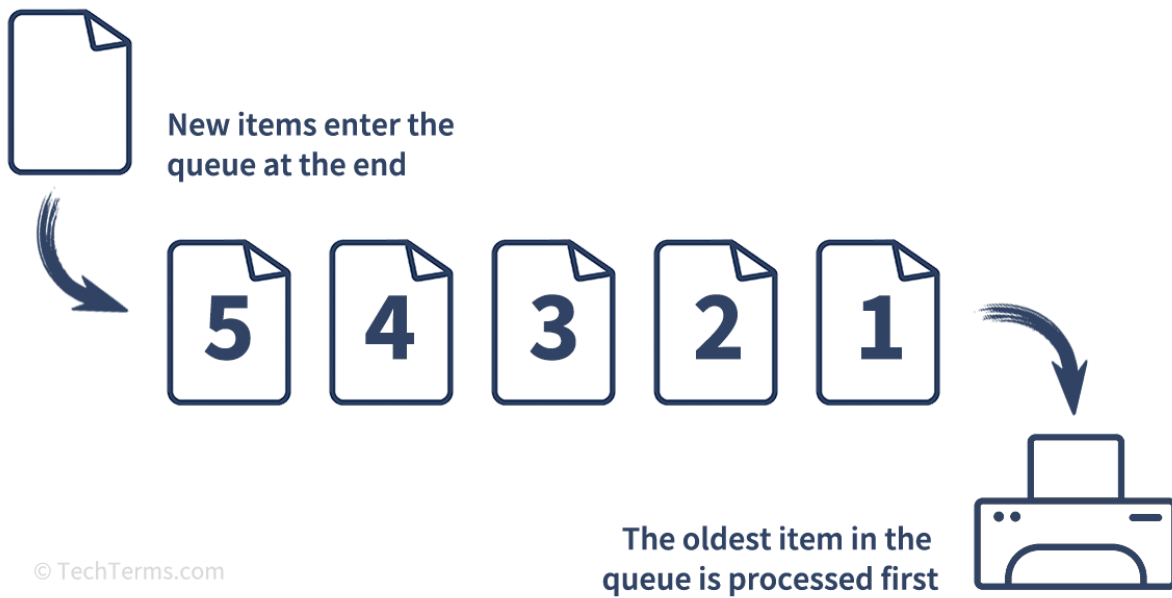 New items enter the
queue at the end
5 4 3 2 1
The oldest item in the
queue is processed first
© TechTerms.com